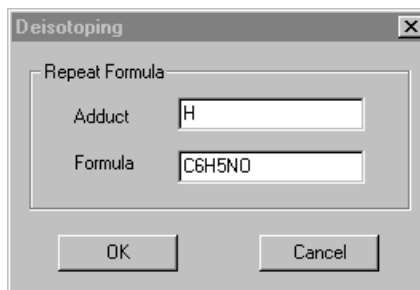 Deisotoping
Repeat Formula
Adduct H
Formula C6H5NO
OK Cancel